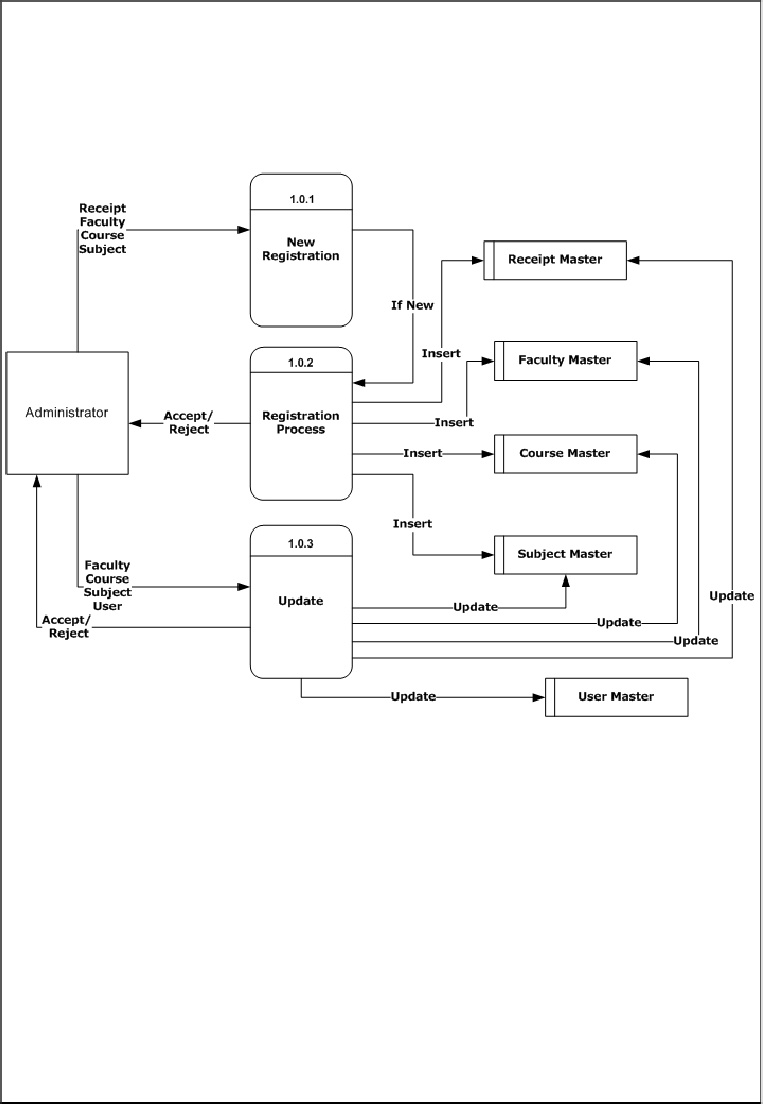 1.0.1
New
Registration
Receipt
Faculty
Course
Subject
If New
Receipt Master
Insert
Faculty Master
Insert
1.0.2
Registration
Process
Administrator
Accept/
Reject
Insert
Course Master
Insert
Subject Master
1.0.3
Update
Faculty
Course
Subject
User
Accept/
Reject
Update
Update
Update
Update
Update
User Master